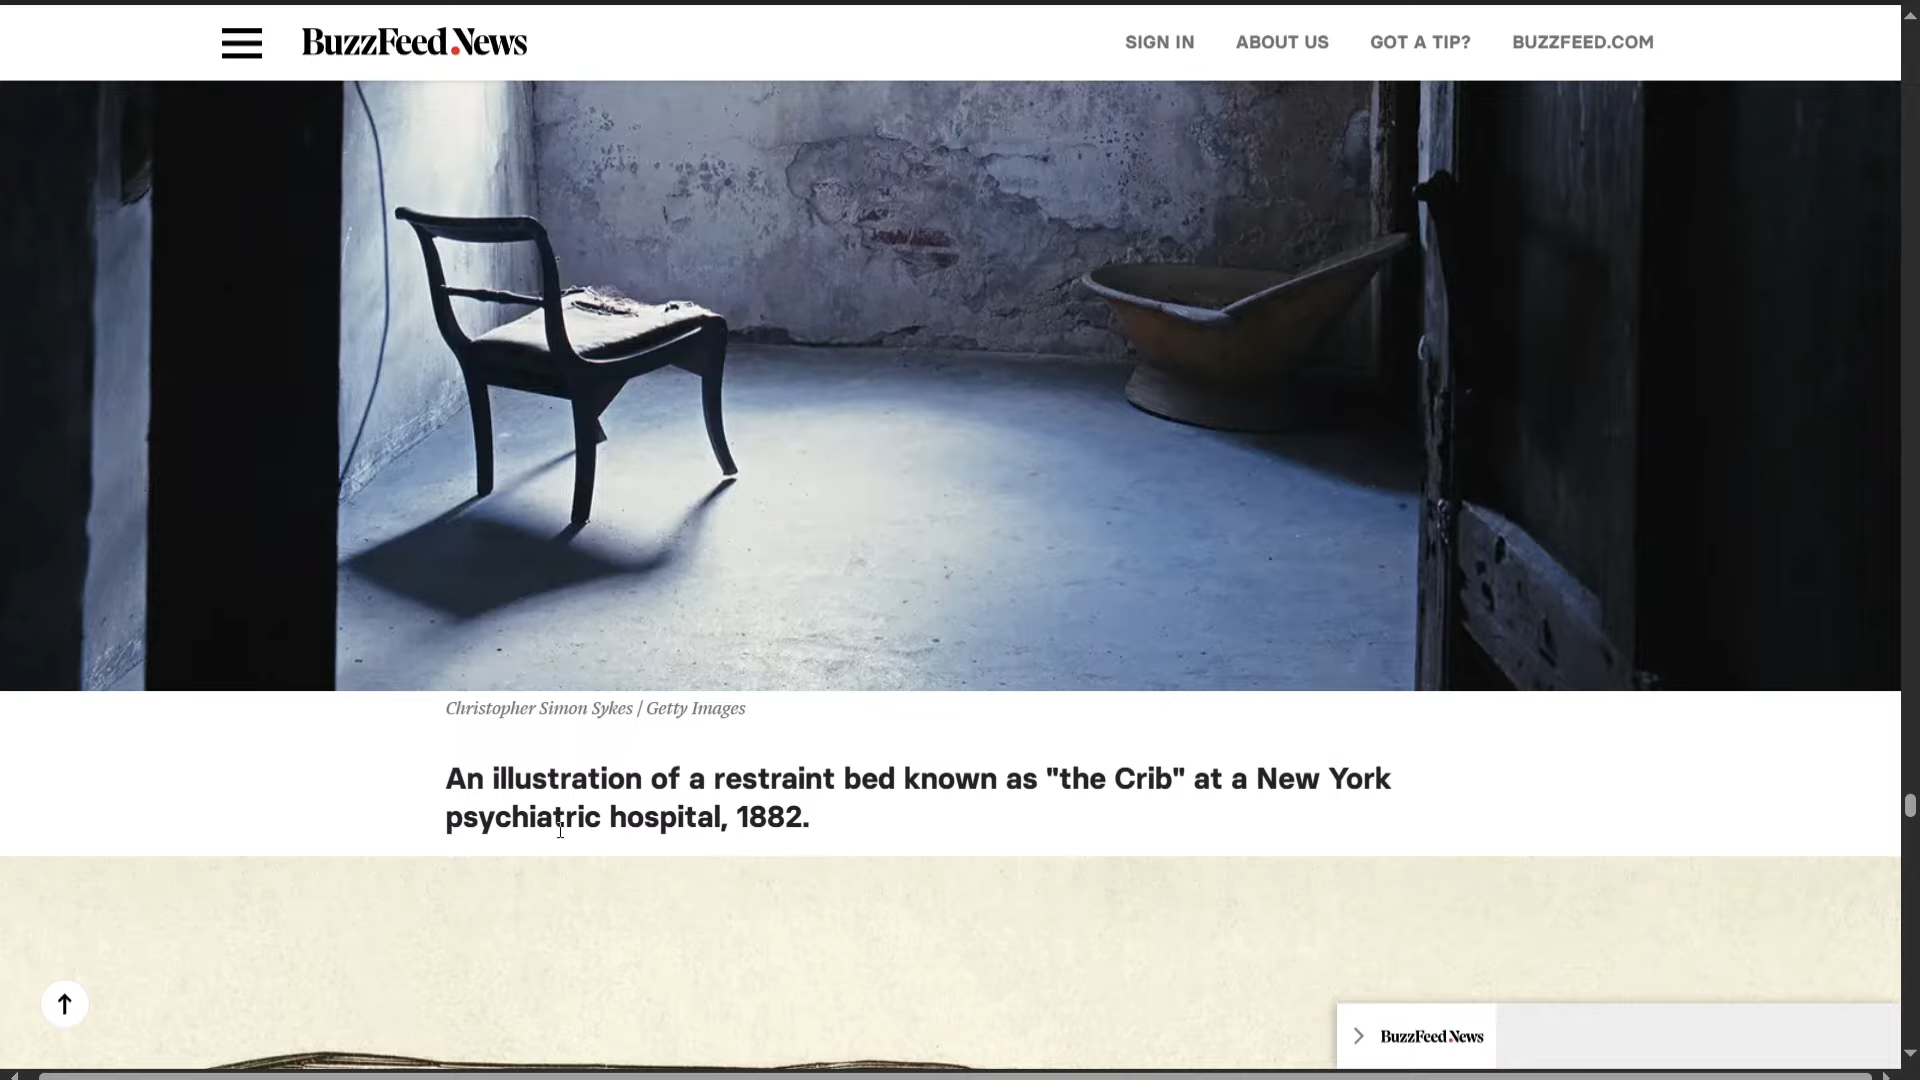 BuzzFeed News
SIGN IN
ABOUT US
GOT A TIP?
BUZZFEED.COM
Christopher Simon Sykes / Getty Images
An illustration of a restraint bed known as "the Crib" at a New York
psychiatric hospital, 1882.
BuzzFeed News